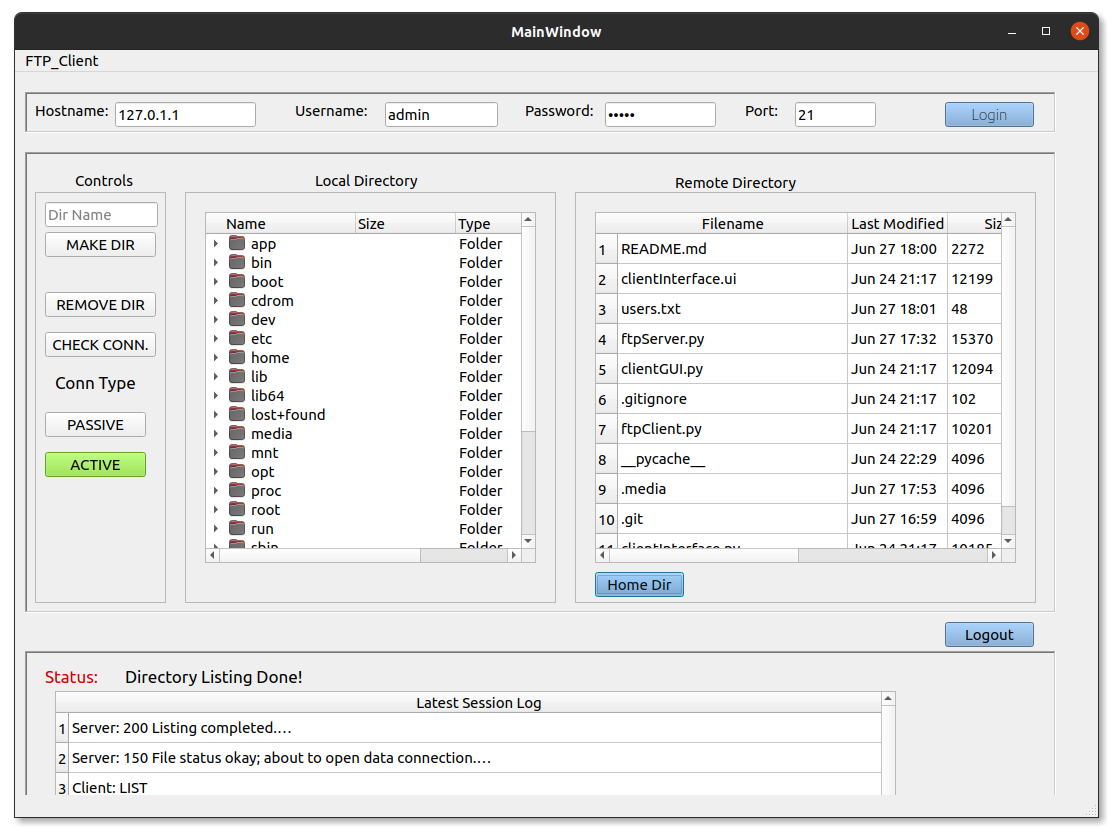 MainWindow
FTP_Client
Hostname: 127.0.1.1 Username: admin Password: ••••• Port: 21 Login
Controls
Dir Name
MAKE DIR
REMOVE DIR
CHECK CONN.
Conn Type
PASSIVE
ACTIVE
Local Directory
Name Size Type
app Folder
bin Folder
boot Folder
cdrom Folder
dev Folder
etc Folder
home Folder
lib Folder
lib64 Folder
lost+found Folder
media Folder
mnt Folder
opt Folder
proc Folder
root Folder
run Folder
sbin Folder
Remote Directory
Filename Last Modified Siz
1 README.md Jun 27 18:00 2272
2 clientInterface.ui Jun 24 21:17 12199
3 users.txt Jun 27 18:01 48
4 ftpServer.py Jun 27 17:32 15370
5 clientGUI.py Jun 24 21:17 12094
6 .gitignore Jun 24 21:17 102
7 ftpClient.py Jun 24 21:17 10201
8 __pycache__ Jun 24 22:29 4096
9 .media Jun 27 17:53 4096
10 .git Jun 27 16:59 4096
11 clientInterface.py Jun 24 21:17 10185
Home Dir
Logout
Status: Directory Listing Done!
Latest Session Log
1 Server: 200 Listing completed....
2 Server: 150 File status okay; about to open data connection....
3 Client: LIST